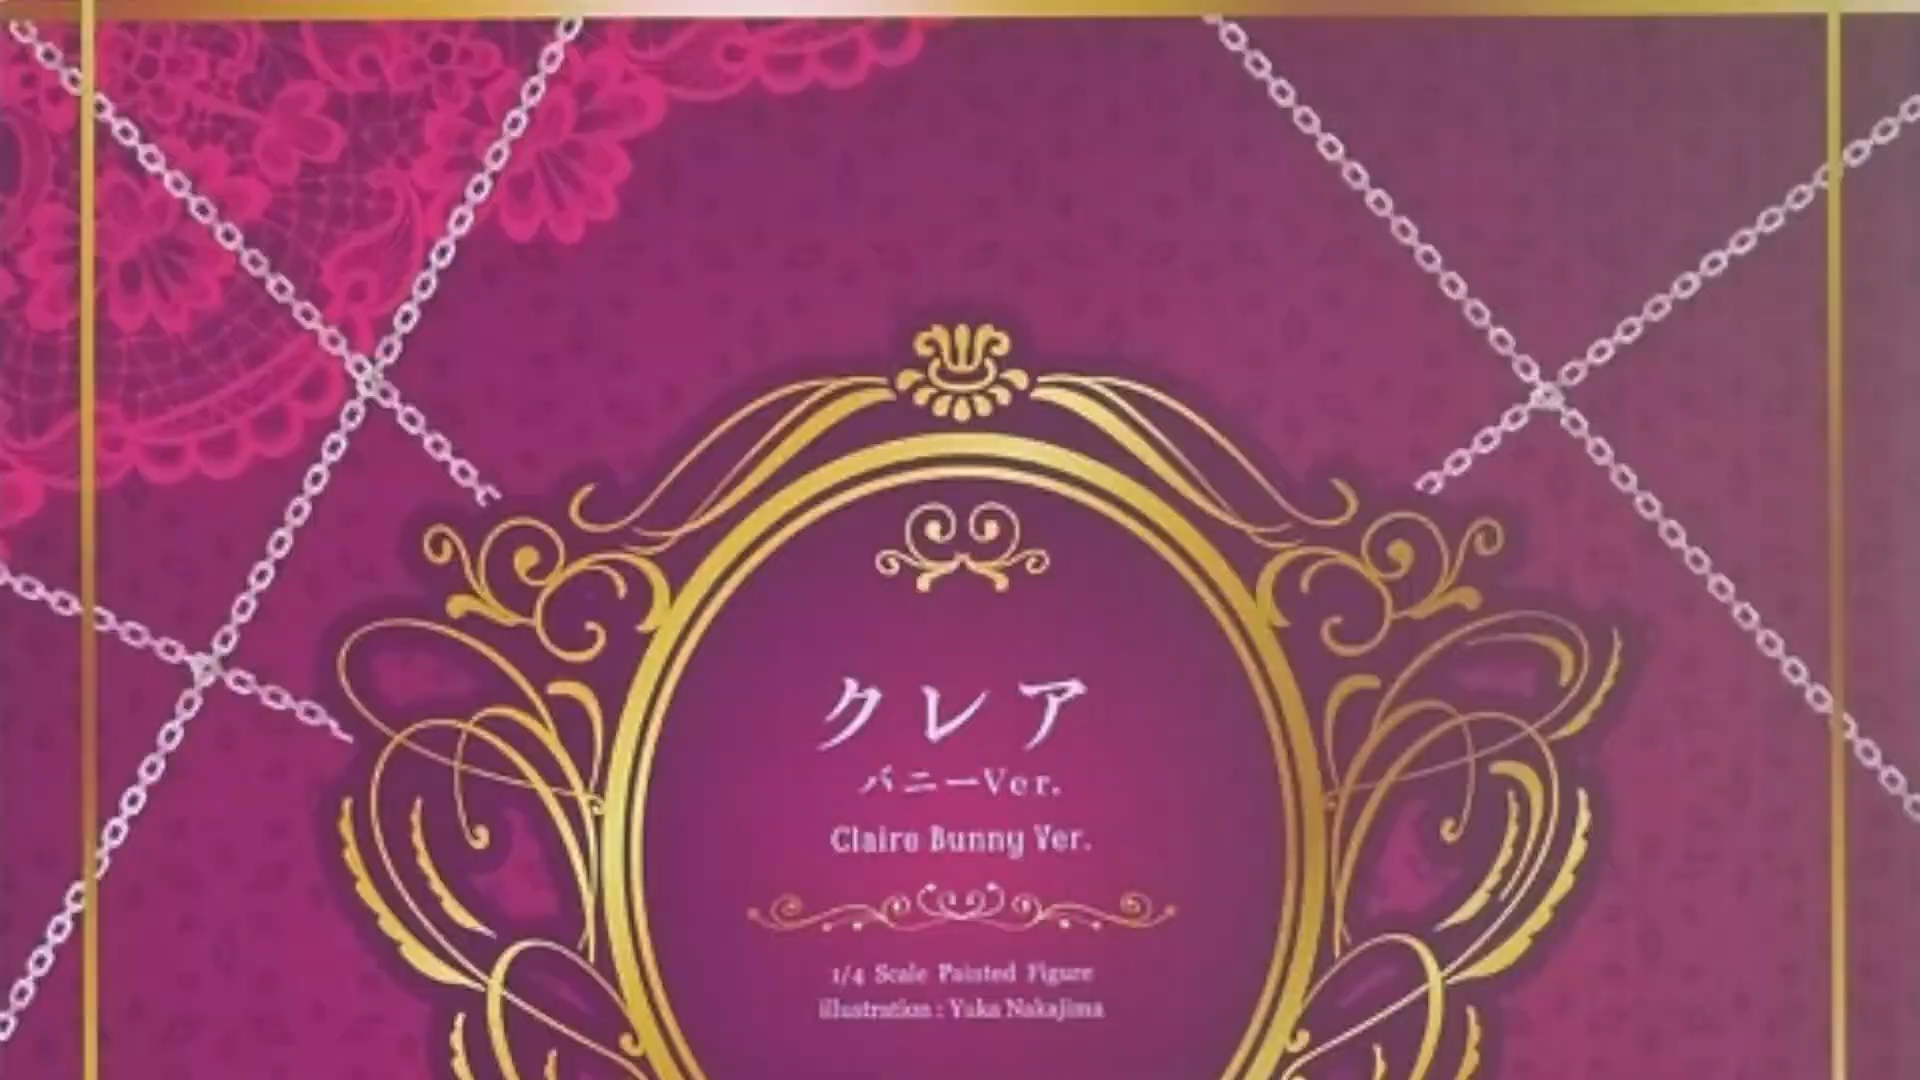 クレア
バニーVer.
Claire Bunny Ver.
1/4 Scale Painted Figure
illustration : Yuka Nakajima